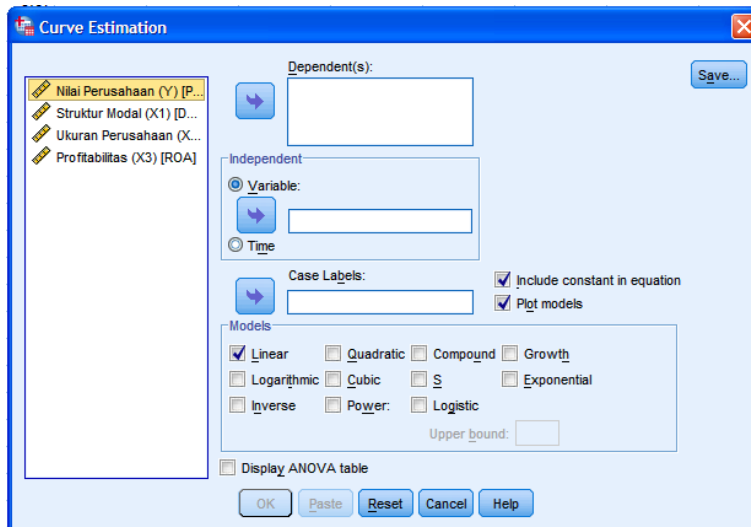 Curve Estimation
Nilai Perusahaan (Y) [P...
Struktur Modal (X1) [D...
Ukuran Perusahaan (X...
Profitabilitas (X3) [ROA]
Dependent(s):
Save...
Independent
Variable:
Time
Case Labels:
Include constant in equation
Plot models
Models
Linear Quadratic Compound Growth
Logarithmic Cubic S Exponential
Inverse Power: Logistic
Upper bound:
Display ANOVA table
OK Paste Reset Cancel Help